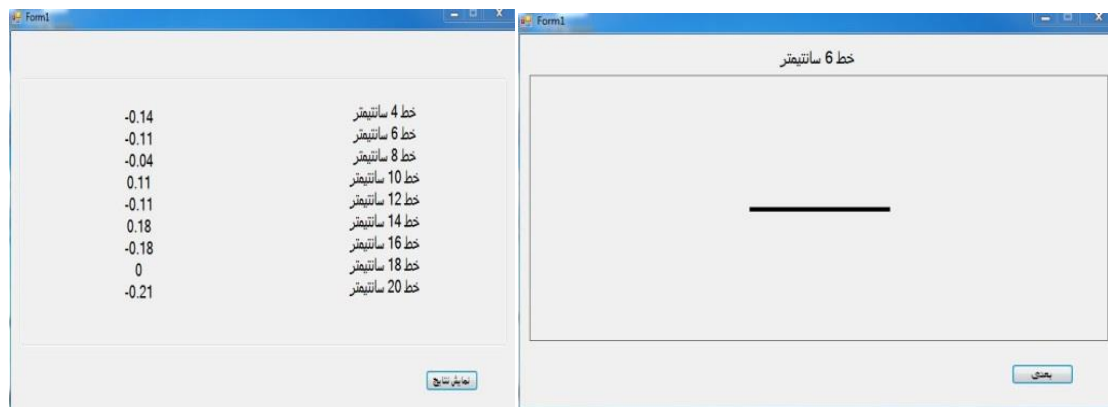 Form1
خط 4 سانتیمتر -0.14
خط 6 سانتیمتر -0.11
خط 8 سانتیمتر -0.04
خط 10 سانتیمتر 0.11
خط 12 سانتیمتر -0.11
خط 14 سانتیمتر 0.18
خط 16 سانتیمتر -0.18
خط 18 سانتیمتر 0
خط 20 سانتیمتر -0.21
نمایش نتایج
Form1
خط 6 سانتیمتر
بعدی